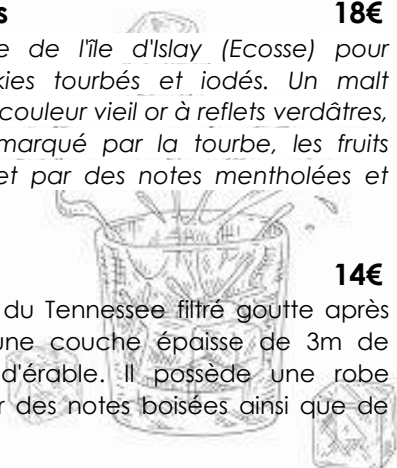 s 18€
e de l'île d'Islay (Ecosse) pour
kies tourbés et iodés. Un malt
couleur vieil or à reflets verdâtres,
marqué par la tourbe, les fruits
et par des notes mentholées et
14€
du Tennessee filtré goutte après
une couche épaisse de 3m de
d'érable. Il possède une robe
r des notes boisées ainsi que de